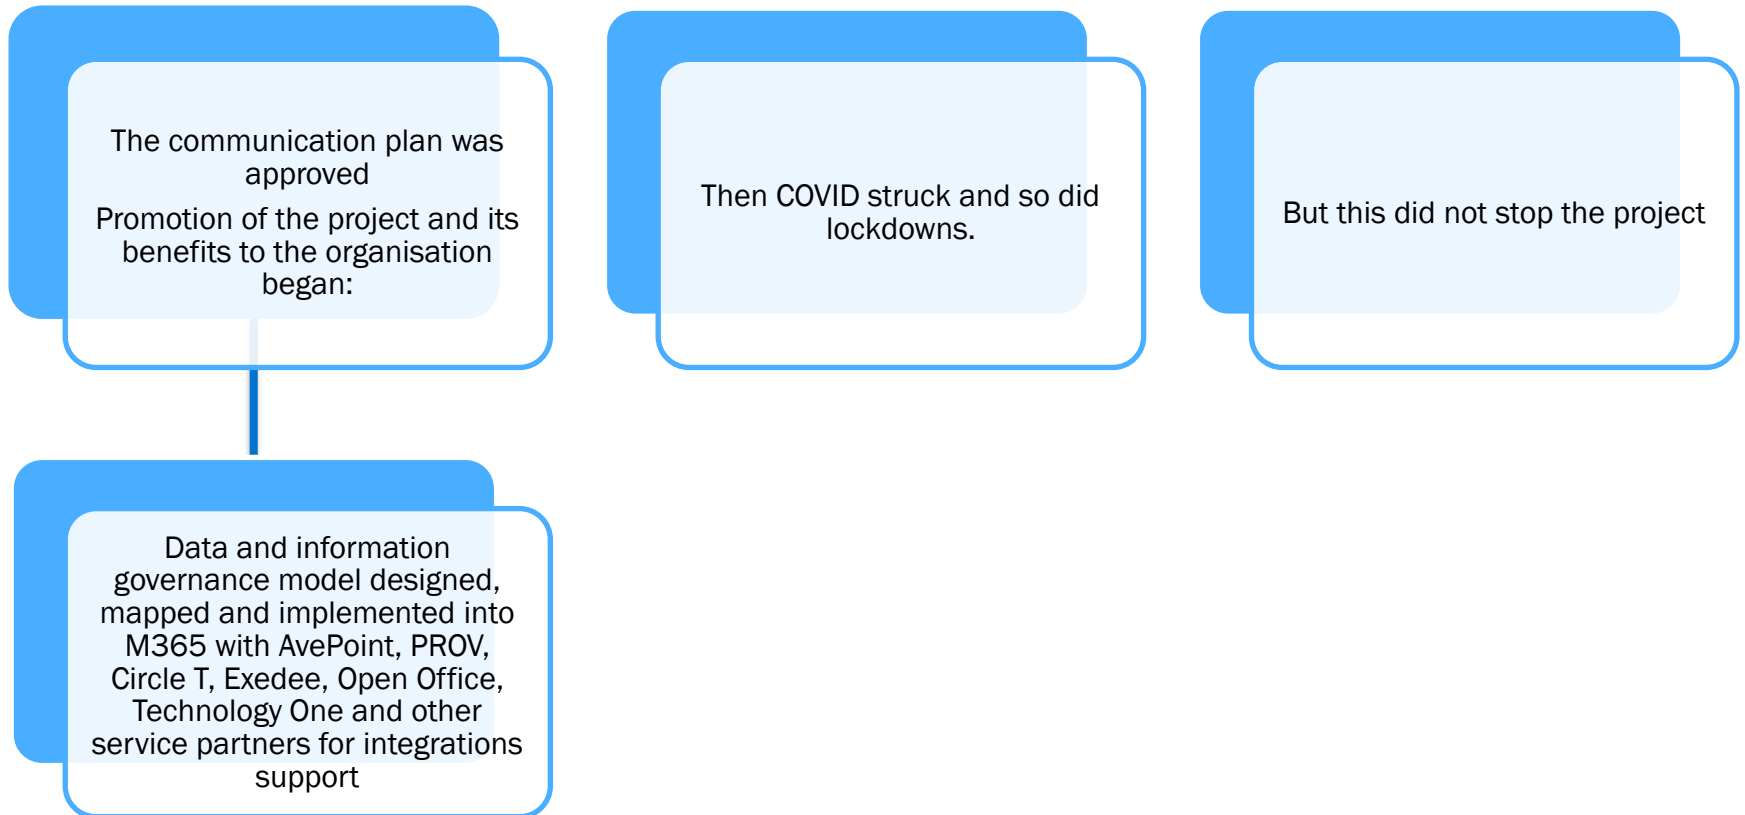 The communication plan was
approved
Promotion of the project and its
benefits to the organisation
began:
Then COVID struck and so did
lockdowns.
But this did not stop the project
Data and information
governance model designed,
mapped and implemented into
M365 with AvePoint, PROV,
Circle T, Exedee, Open Office,
Technology One and other
service partners for integrations
support